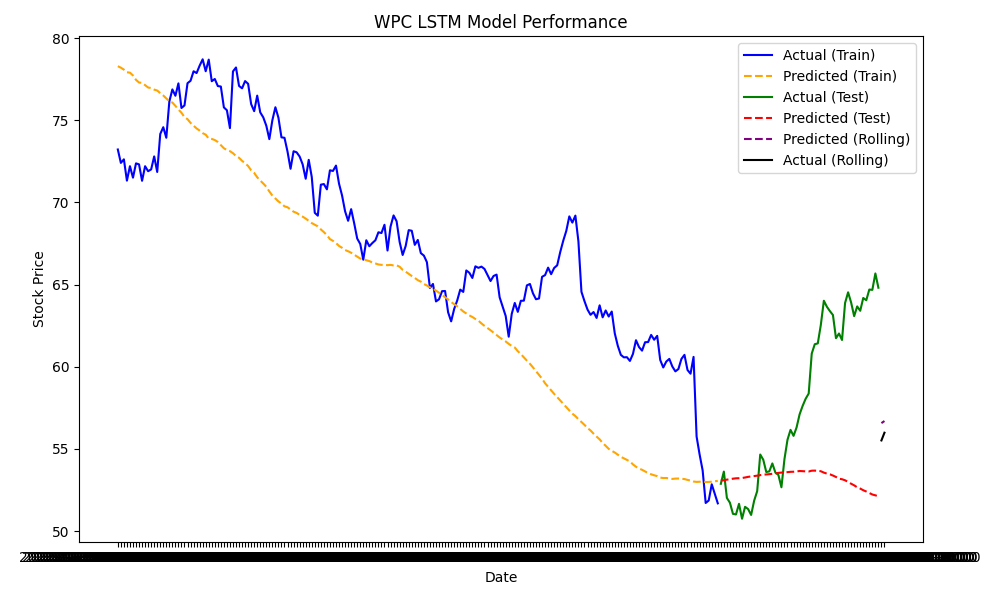 WPC LSTM Model Performance
80
75
70
65
60
55
50
Stock Price
Actual (Train)
Predicted (Train)
Actual (Test)
Predicted (Test)
Predicted (Rolling)
Actual (Rolling)
Date